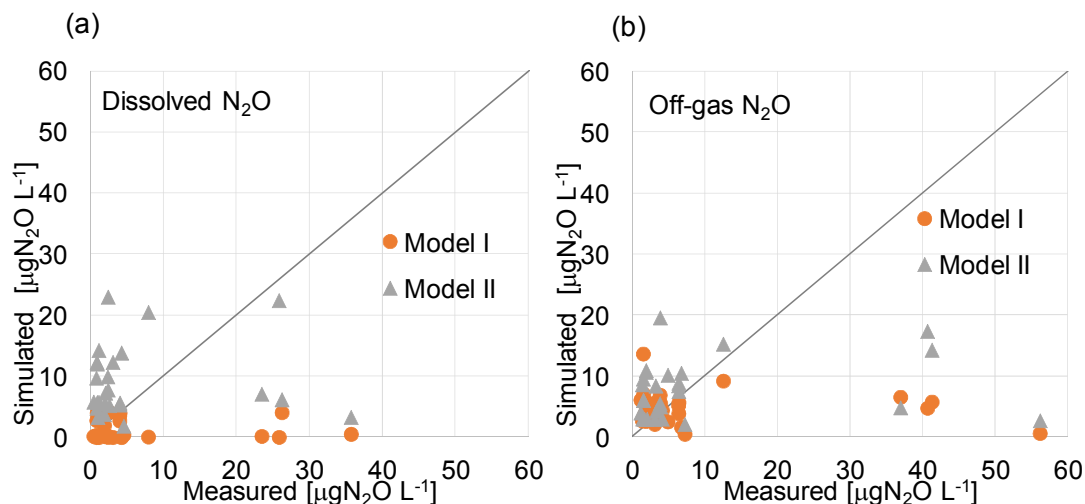 (a)
Dissolved N₂O
Simulated [µgN₂O L⁻¹]
60
50
40
30
20
10
0
Model I
Model II
0 10 20 30 40 50 60
Measured [µgN₂O L⁻¹]
(b)
Off-gas N₂O
Simulated [µgN₂O L⁻¹]
60
50
40
30
20
10
0
Model I
Model II
0 10 20 30 40 50 60
Measured [µgN₂O L⁻¹]